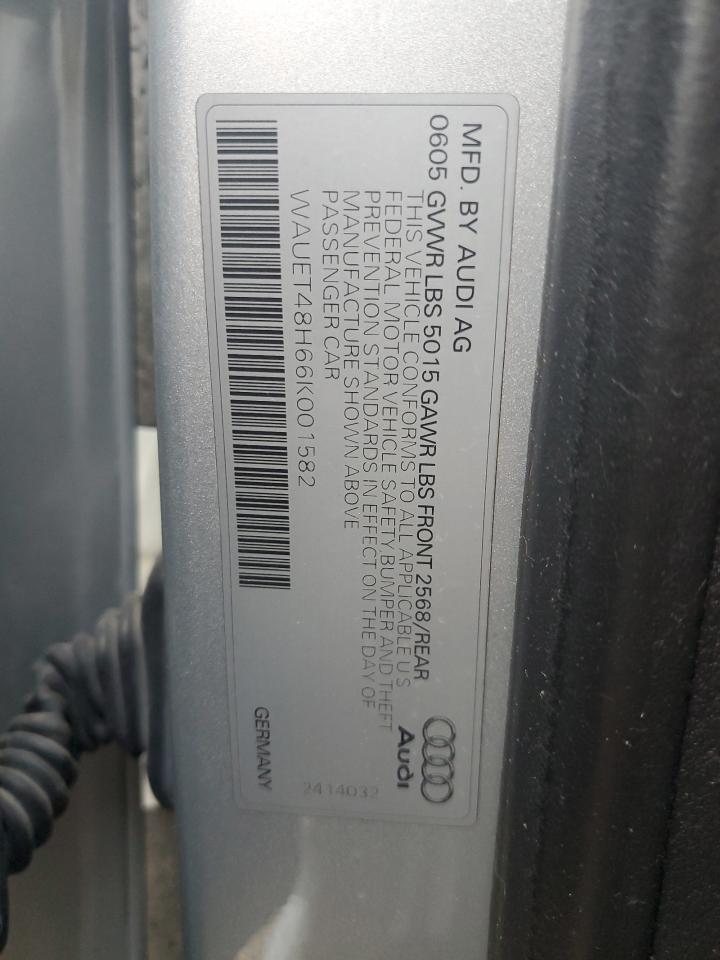 MFD. BY AUDI AG
0605 GVWR LBS 5015 GAWR LBS FRONT 2568/REAR
THIS VEHICLE CONFORMS TO ALL APPLICABLE U S
FEDERAL MOTOR VEHICLE SAFETY, BUMPER AND THEFT
PREVENTION STANDARDS IN EFFECT ON THE DAY OF
MANUFACTURE SHOWN ABOVE
PASSENGER CAR
WAUET48H66K001582
Audi
2414032
GERMANY